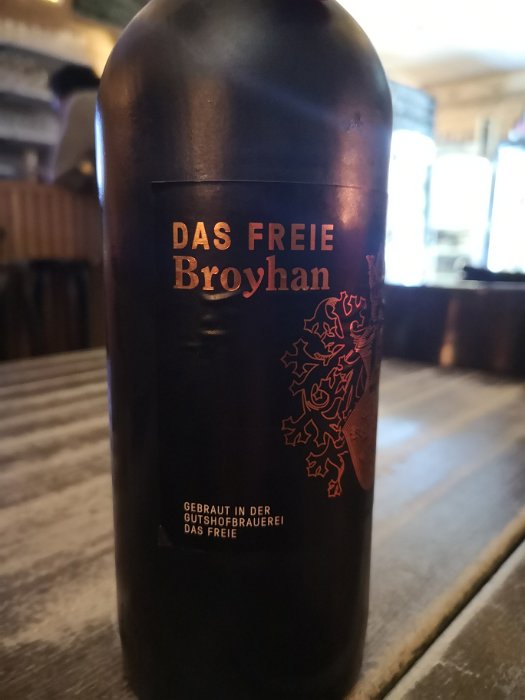 DAS FREIE
Broyhan
GEBRAUT IN DER
GUTSHOFBRAUEREI
DAS FREIE